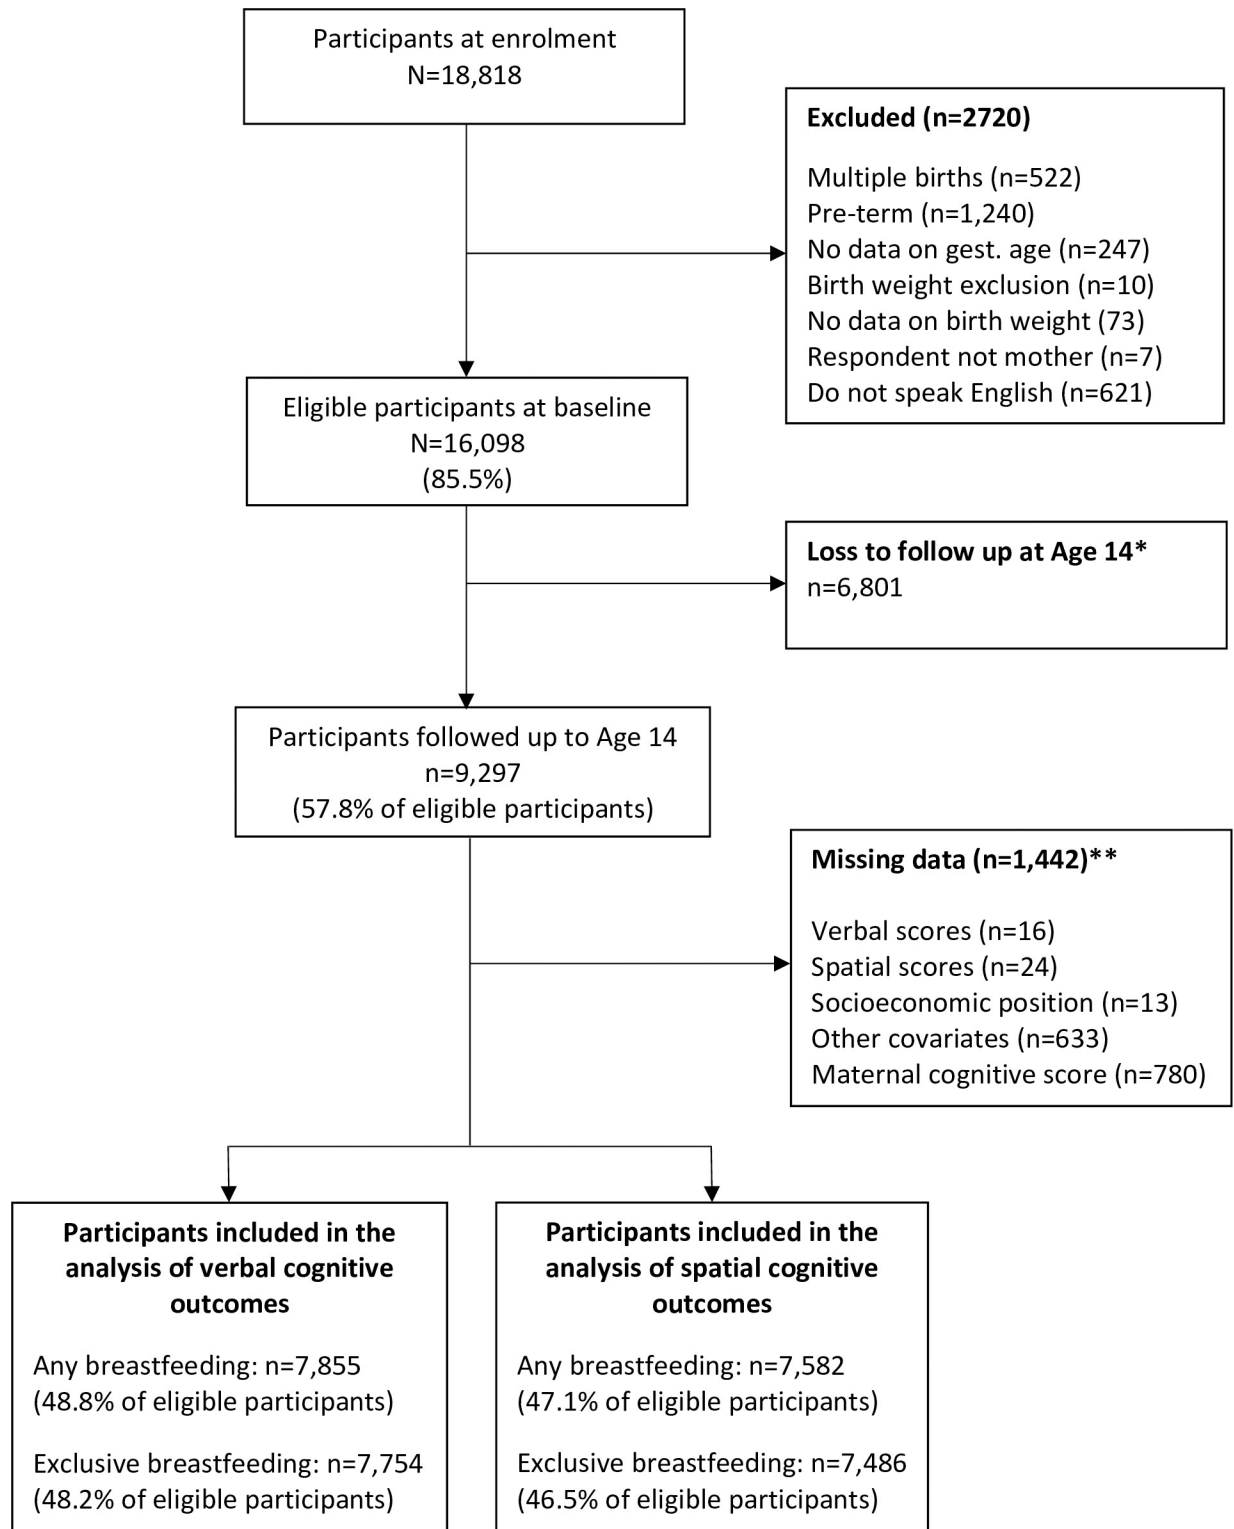 Participants at enrolment
N=18,818
Excluded (n=2720)
Multiple births (n=522)
Pre-term (n=1,240)
No data on gest. age (n=247)
Birth weight exclusion (n=10)
No data on birth weight (73)
Respondent not mother (n=7)
Do not speak English (n=621)
Eligible participants at baseline
N=16,098
(85.5%)
Loss to follow up at Age 14*
n=6,801
Participants followed up to Age 14
n=9,297
(57.8% of eligible participants)
Missing data (n=1,442)**
Verbal scores (n=16)
Spatial scores (n=24)
Socioeconomic position (n=13)
Other covariates (n=633)
Maternal cognitive score (n=780)
Participants included in the
analysis of verbal cognitive
outcomes
Any breastfeeding: n=7,855
(48.8% of eligible participants)
Exclusive breastfeeding: n=7,754
(48.2% of eligible participants)
Participants included in the
analysis of spatial cognitive
outcomes
Any breastfeeding: n=7,582
(47.1% of eligible participants)
Exclusive breastfeeding: n=7,486
(46.5% of eligible participants)